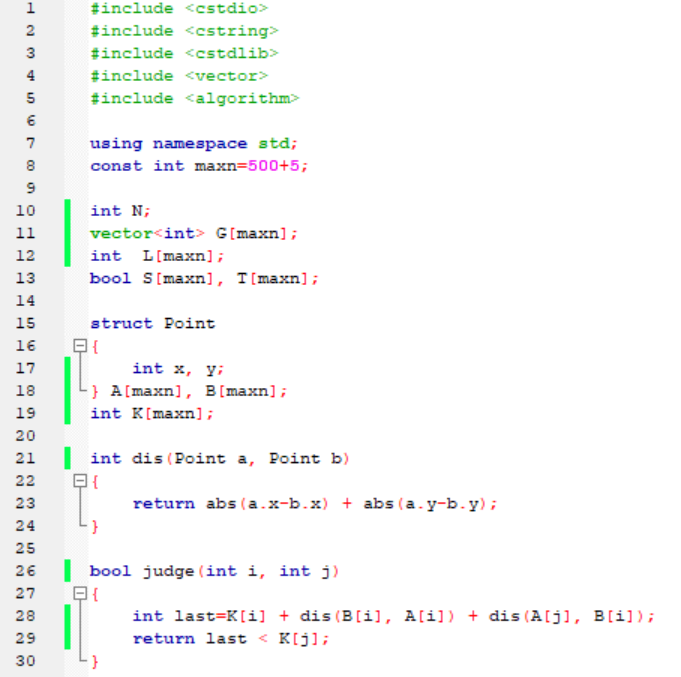 1 #include <cstdio>
2 #include <cstring>
3 #include <cstdlib>
4 #include <vector>
5 #include <algorithm>
6
7 using namespace std;
8 const int maxn=500+5;
9
10 int N;
11 vector<int> G[maxn];
12 int  L[maxn];
13 bool S[maxn], T[maxn];
14
15 struct Point
16 {
17     int x, y;
18 } A[maxn], B[maxn];
19 int K[maxn];
20
21 int dis(Point a, Point b)
22 {
23     return abs(a.x-b.x) + abs(a.y-b.y);
24 }
25
26 bool judge(int i, int j)
27 {
28     int last=K[i] + dis(B[i], A[i]) + dis(A[j], B[i]);
29     return last < K[j];
30 }